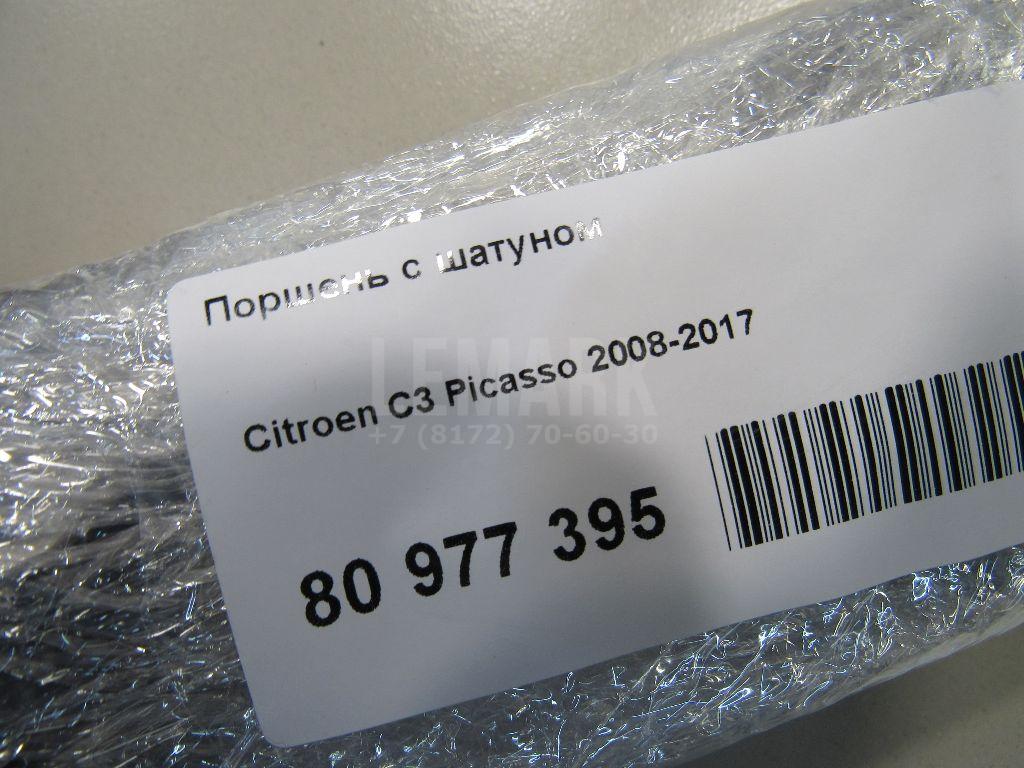 Поршень с шатуном
Citroen C3 Picasso 2008-2017
LEMARK
+7 (8172) 70-60-30
80 977 395